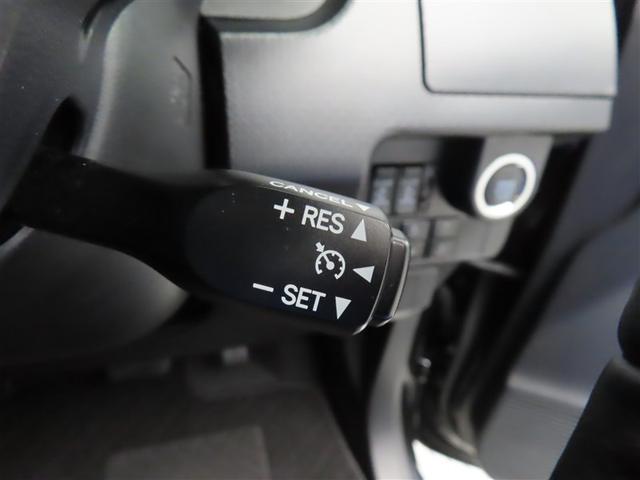 CANCEL▼
+ RES ▲
◀
− SET ▼